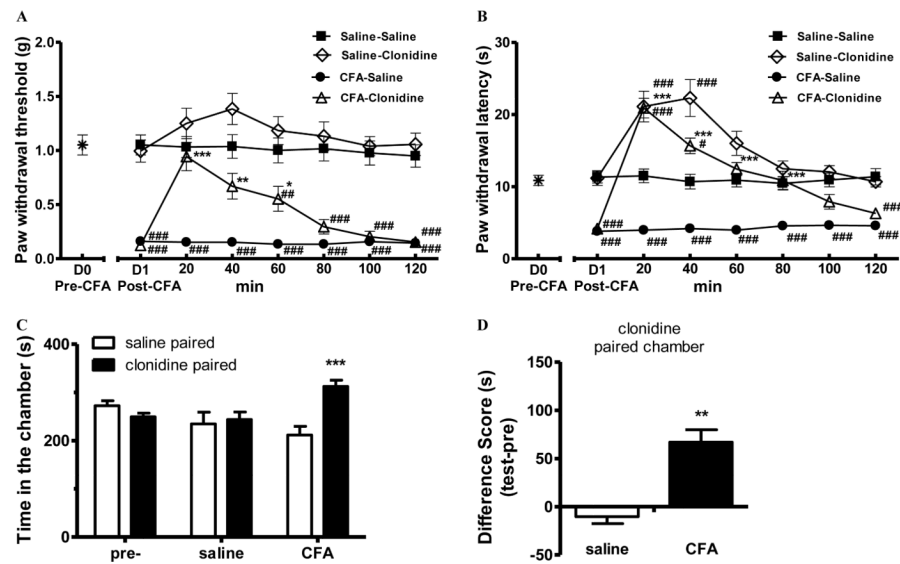 A
Paw withdrawal threshold (g)
2.0
1.5
1.0
0.5
0.0
Saline-Saline
Saline-Clonidine
CFA-Saline
CFA-Clonidine
***
**
*
##
###
###
###
###
###
###
###
###
###
###
###
D0
D1
20
40
60
80
100
120
Pre-CFA
Post-CFA
min
B
Paw withdrawal latency (s)
30
20
10
0
Saline-Saline
Saline-Clonidine
CFA-Saline
CFA-Clonidine
###
***
###
###
***
#
***
***
###
###
###
###
###
###
###
###
###
D0
D1
20
40
60
80
100
120
Pre-CFA
Post-CFA
min
C
Time in the chamber (s)
400
200
0
saline paired
clonidine paired
***
pre-
saline
CFA
D
clonidine
paired chamber
Difference Score (s)
(test-pre)
150
100
50
0
-50
**
saline
CFA